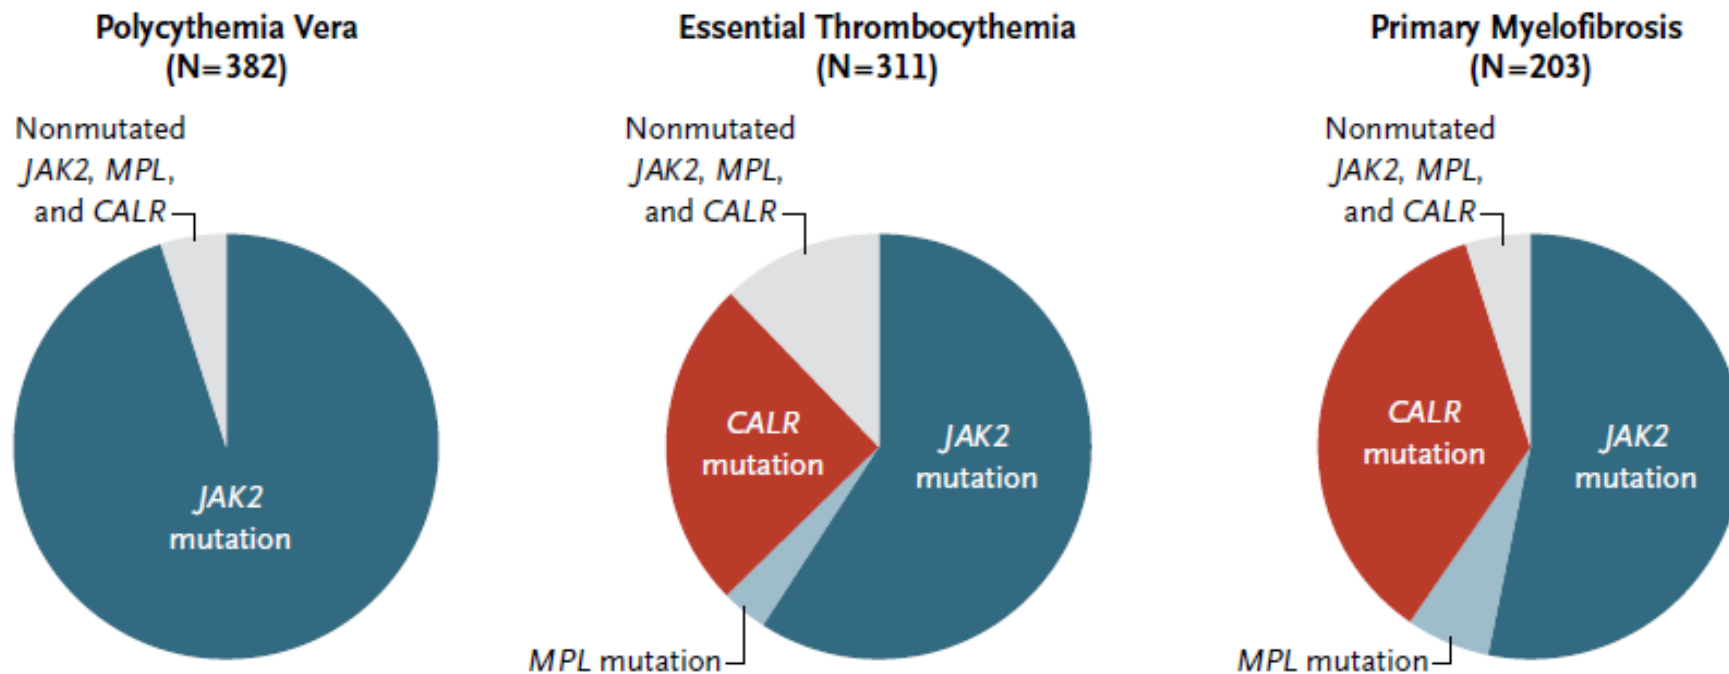 Polycythemia Vera
(N=382)
Nonmutated
JAK2, MPL,
and CALR
JAK2
mutation
Essential Thrombocythemia
(N=311)
Nonmutated
JAK2, MPL,
and CALR
CALR
mutation
JAK2
mutation
MPL mutation
Primary Myelofibrosis
(N=203)
Nonmutated
JAK2, MPL,
and CALR
CALR
mutation
JAK2
mutation
MPL mutation